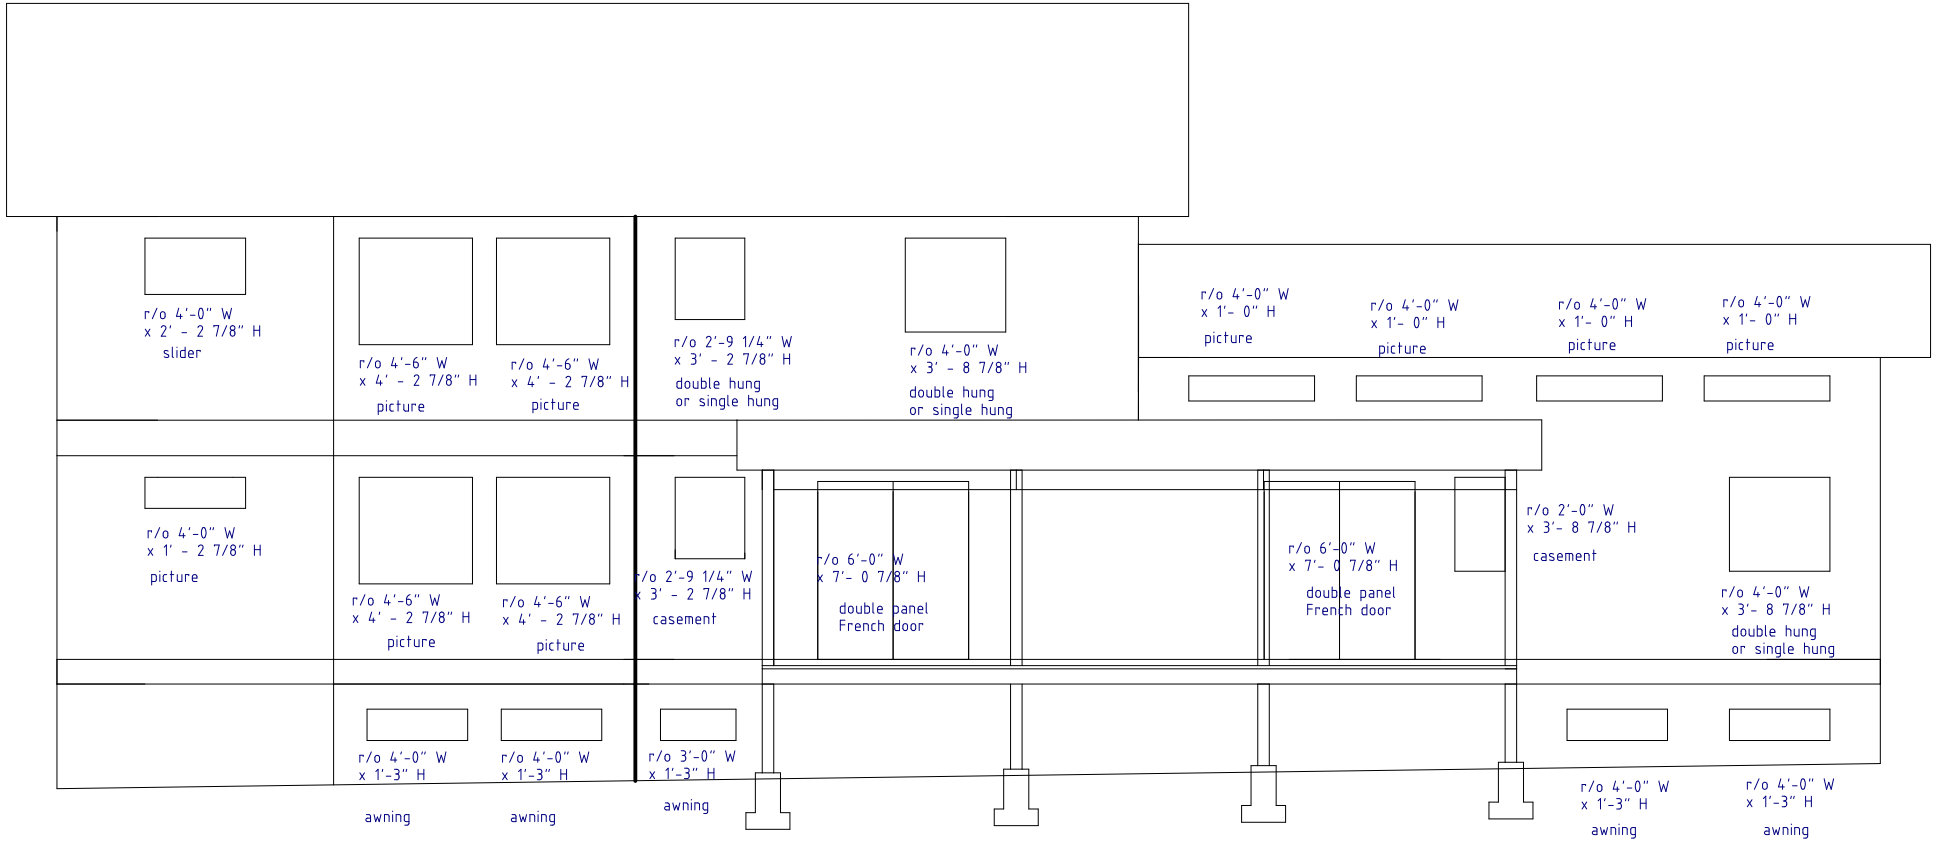 r/o 4'-0" W
x 2' - 2 7/8" H
slider
r/o 4'-6" W
x 4' - 2 7/8" H
picture
r/o 4'-6" W
x 4' - 2 7/8" H
picture
r/o 2'-9 1/4" W
x 3' - 2 7/8" H
double hung
or single hung
r/o 4'-0" W
x 3' - 8 7/8" H
double hung
or single hung
r/o 4'-0" W
x 1'- 0" H
picture
r/o 4'-0" W
x 1'- 0" H
picture
r/o 4'-0" W
x 1'- 0" H
picture
r/o 4'-0" W
x 1'- 0" H
picture
r/o 4'-0" W
x 1' - 2 7/8" H
picture
r/o 4'-6" W
x 4' - 2 7/8" H
picture
r/o 4'-6" W
x 4' - 2 7/8" H
picture
r/o 2'-9 1/4" W
x 3' - 2 7/8" H
casement
r/o 6'-0" W
x 7'- 0 7/8" H
double panel
French door
r/o 6'-0" W
x 7'- 0 7/8" H
double panel
French door
r/o 2'-0" W
x 3'- 8 7/8" H
casement
r/o 4'-0" W
x 3'- 8 7/8" H
double hung
or single hung
r/o 4'-0" W
x 1'-3" H
awning
r/o 4'-0" W
x 1'-3" H
awning
r/o 3'-0" W
x 1'-3" H
awning
r/o 4'-0" W
x 1'-3" H
awning
r/o 4'-0" W
x 1'-3" H
awning